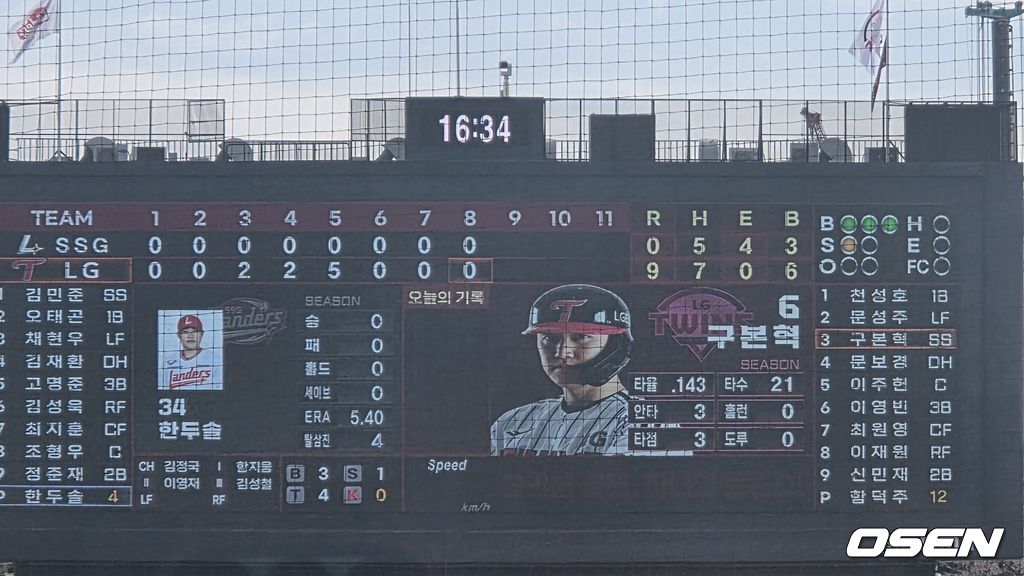 16:34
TEAM 1 2 3 4 5 6 7 8 9 10 11 R H E B
SSG 0 0 0 0 0 0 0 0 0 5 4 3
LG 0 0 2 2 5 0 0 0 9 7 0 6
B H
S E
O FC
1 김민준 SS
2 오태곤 1B
3 채현우 LF
4 김재환 DH
5 고명준 3B
6 김성욱 RF
7 최지훈 CF
8 조형우 C
9 정준재 2B
P 한두솔 4
Landers
34
한두솔
SEASON
승 0
패 0
홀드 0
세이브 0
ERA 5.40
탈삼진 4
CH 김정국 I 함지웅
II 이영재 III 김성철
LF RF
B 3 S 1
T 4 K 0
오늘의 기록
Speed
km/h
LG
TWINS
6
구본혁
SEASON
타율 .143 타수 21
안타 3 홈런 0
타점 3 도루 0
1 천성호 1B
2 문성주 LF
3 구본혁 SS
4 문보경 DH
5 이주헌 C
6 이영빈 3B
7 최원영 CF
8 이재원 RF
9 신민재 2B
P 함덕주 12
OSEN